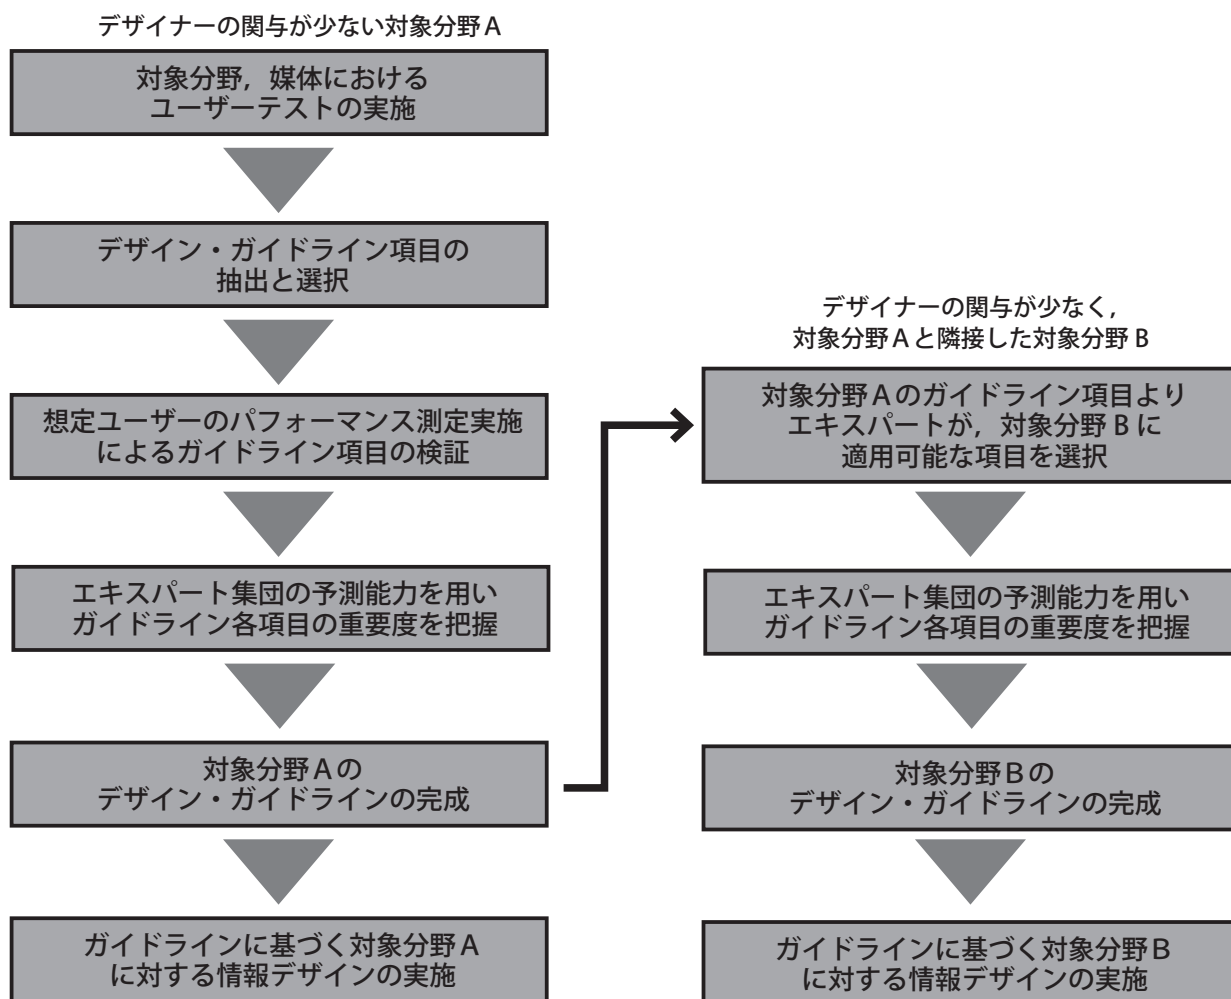 デザイナーの関与が少ない対象分野A
対象分野，媒体における
ユーザーテストの実施
デザイン・ガイドライン項目の
抽出と選択
想定ユーザーのパフォーマンス測定実施
によるガイドライン項目の検証
エキスパート集団の予測能力を用い
ガイドライン各項目の重要度を把握
対象分野Aの
デザイン・ガイドラインの完成
ガイドラインに基づく対象分野A
に対する情報デザインの実施
デザイナーの関与が少なく，
対象分野Aと隣接した対象分野B
対象分野Aのガイドライン項目より
エキスパートが，対象分野Bに
適用可能な項目を選択
エキスパート集団の予測能力を用い
ガイドライン各項目の重要度を把握
対象分野Bの
デザイン・ガイドラインの完成
ガイドラインに基づく対象分野B
に対する情報デザインの実施